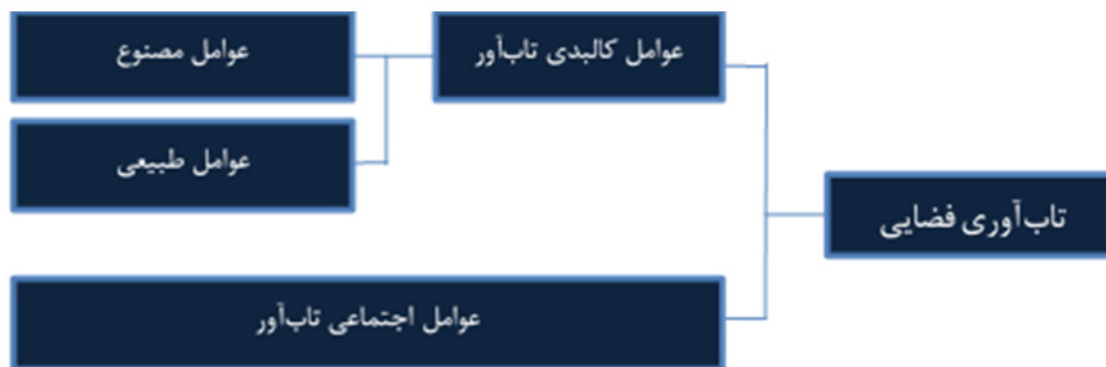 تاب‌آوری فضایی
عوامل کالبدی تاب‌آور
عوامل مصنوع
عوامل طبیعی
عوامل اجتماعی تاب‌آور